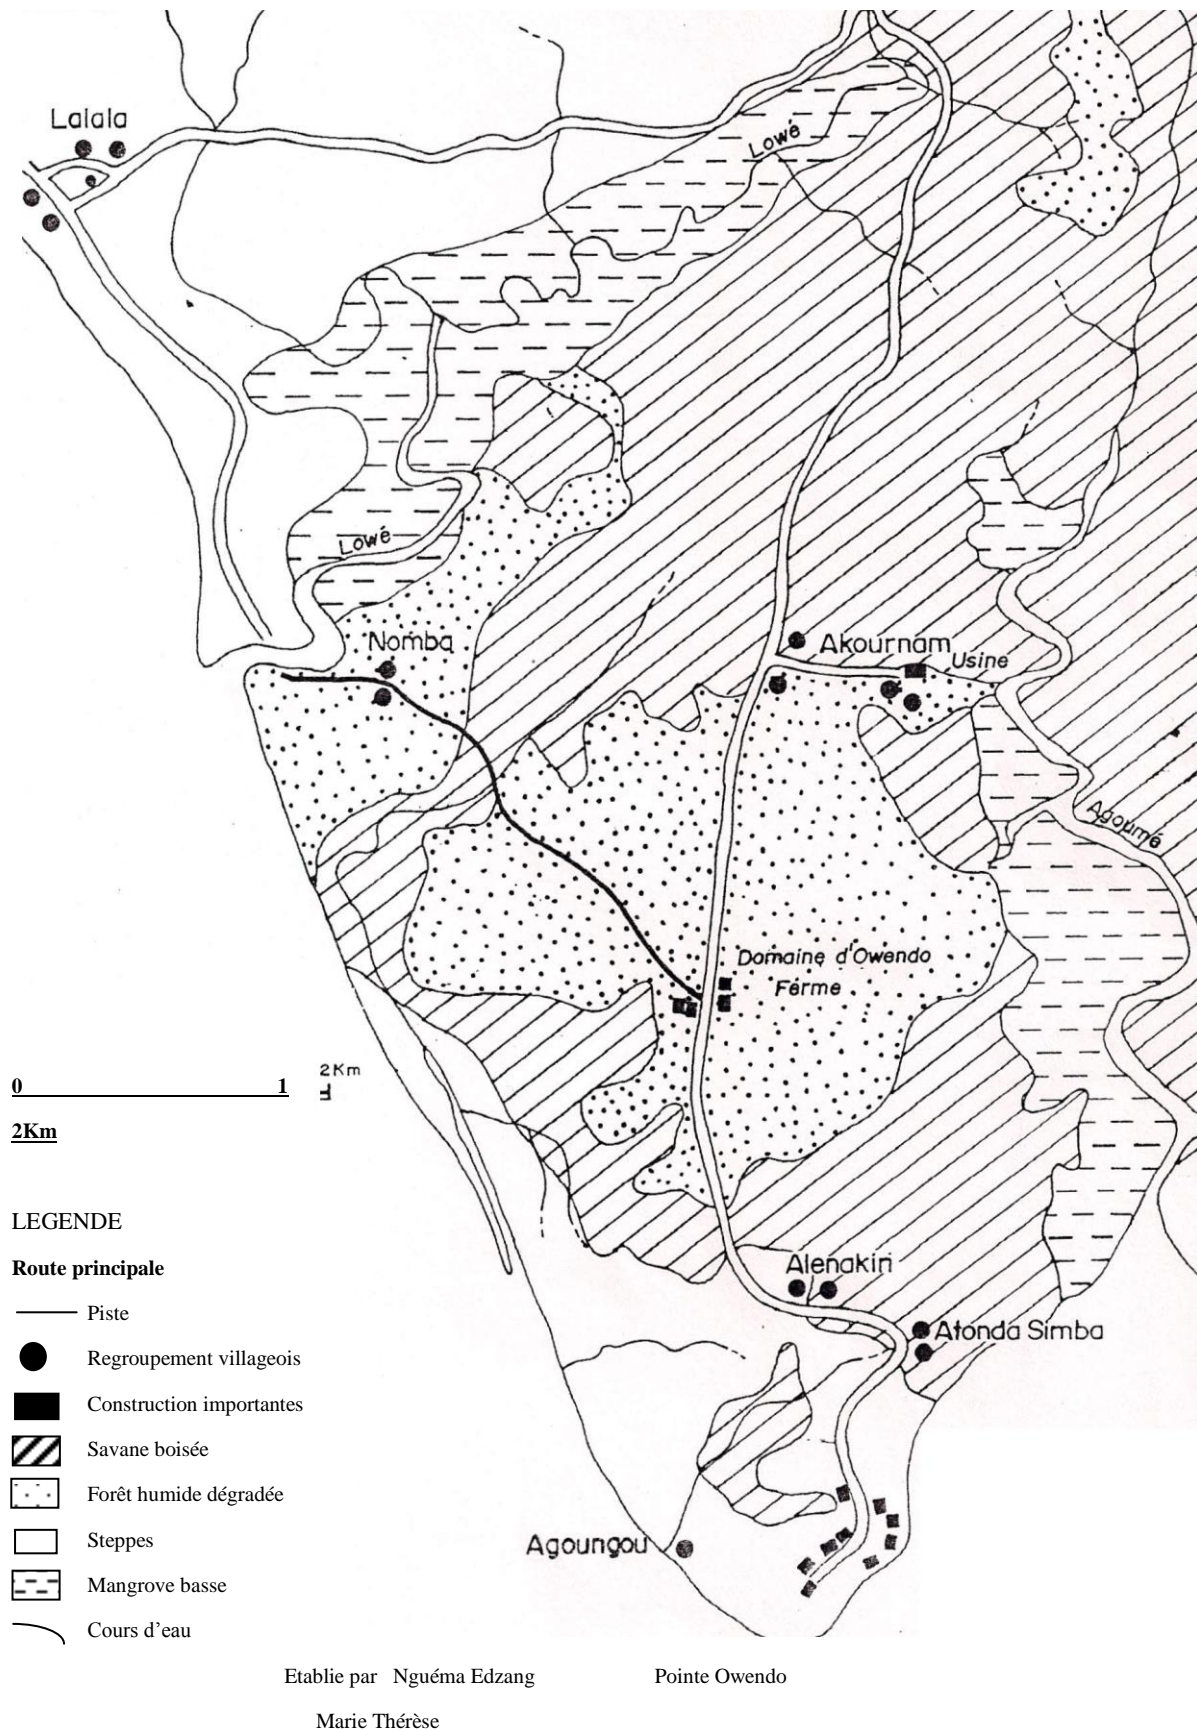 Lalala
Lowé
Lowé
Nomba
Akournam
Usine
Agoumé
Domaine d'Owendo
Ferme
2Km
0 1
2Km
LEGENDE
Route principale
Piste
Regroupement villageois
Construction importantes
Savane boisée
Forêt humide dégradée
Steppes
Mangrove basse
Cours d'eau
Alenakiri
Atonda Simba
Agoungou
Etablie par Nguéma Edzang Pointe Owendo
Marie Thérèse